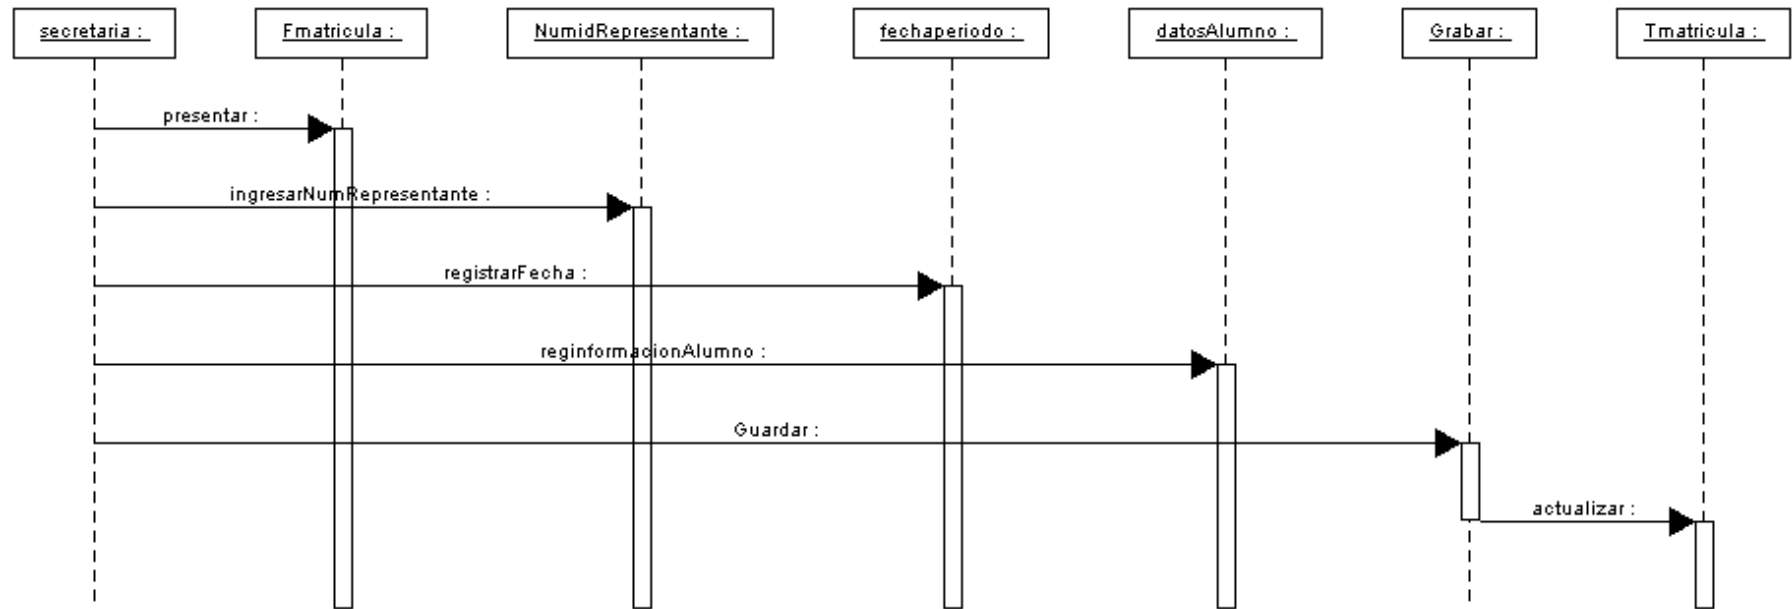 secretaria :
Fmatricula :
NumidRepresentante :
fechaperiodo :
datosAlumno :
Grabar :
Tmatricula :
presentar :
ingresarNumRepresentante :
registrarFecha :
reginformacionAlumno :
Guardar :
actualizar :